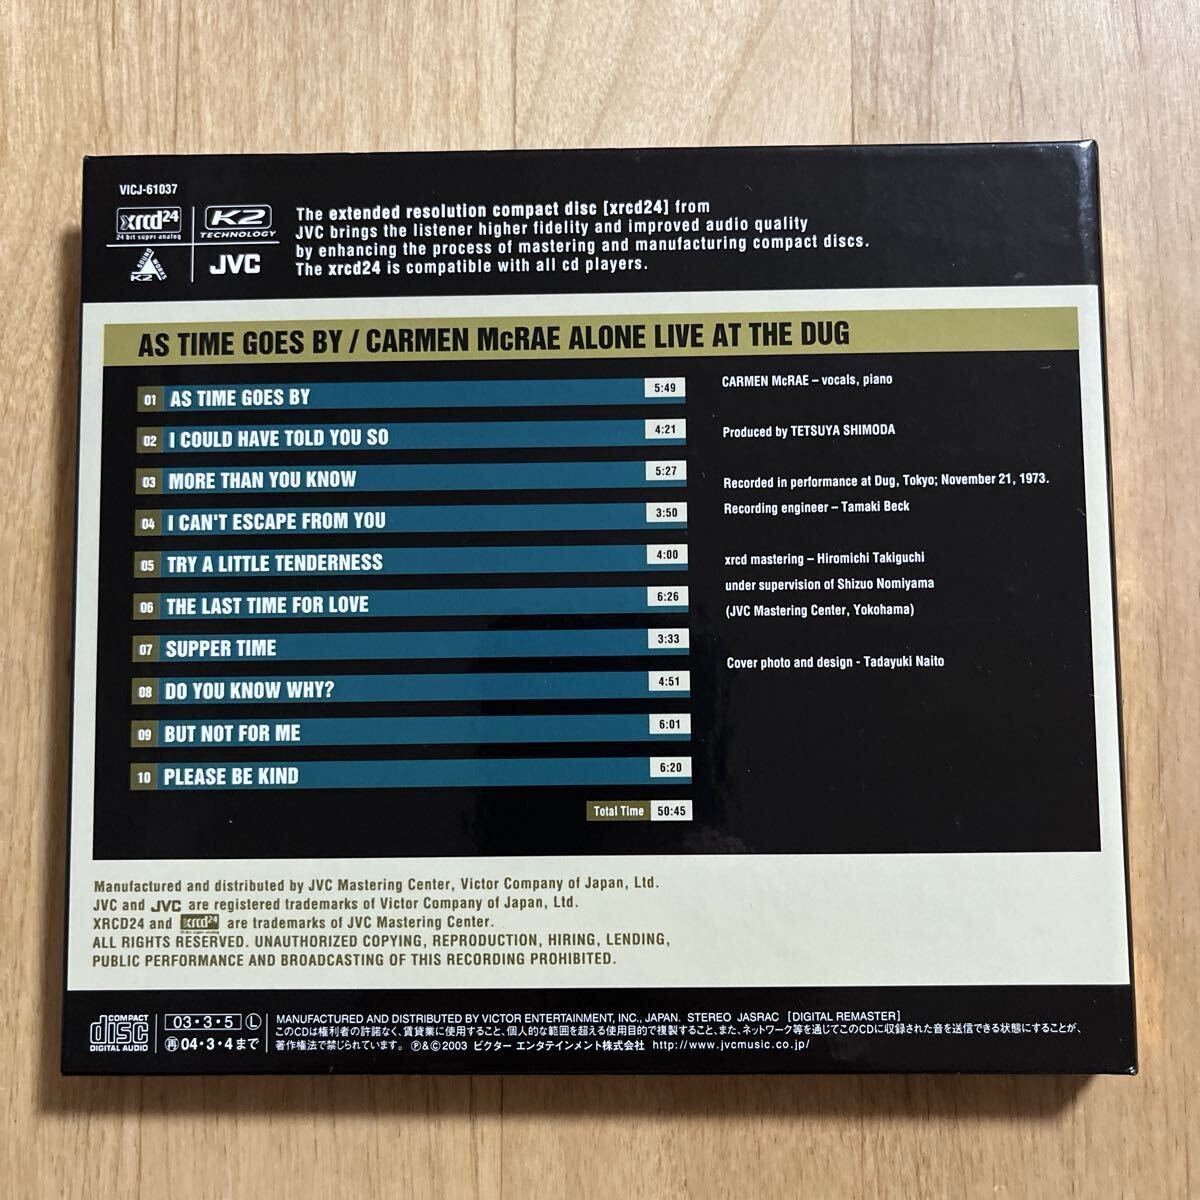 VICJ-61037
xrcd24
24 bit super analog
K2
TECHNOLOGY
K2
SOUND WORKS
JVC
The extended resolution compact disc [xrcd24] from
JVC brings the listener higher fidelity and improved audio quality
by enhancing the process of mastering and manufacturing compact discs.
The xrcd24 is compatible with all cd players.
AS TIME GOES BY / CARMEN McRAE ALONE LIVE AT THE DUG
01 AS TIME GOES BY 5:49
02 I COULD HAVE TOLD YOU SO 4:21
03 MORE THAN YOU KNOW 5:27
04 I CAN'T ESCAPE FROM YOU 3:50
05 TRY A LITTLE TENDERNESS 4:00
06 THE LAST TIME FOR LOVE 6:26
07 SUPPER TIME 3:33
08 DO YOU KNOW WHY? 4:51
09 BUT NOT FOR ME 6:01
10 PLEASE BE KIND 6:20
Total Time 50:45
CARMEN McRAE – vocals, piano
Produced by TETSUYA SHIMODA
Recorded in performance at Dug, Tokyo; November 21, 1973.
Recording engineer – Tamaki Beck
xrcd mastering – Hiromichi Takiguchi
under supervision of Shizuo Nomiyama
(JVC Mastering Center, Yokohama)
Cover photo and design - Tadayuki Naito
Manufactured and distributed by JVC Mastering Center, Victor Company of Japan, Ltd.
JVC and JVC are registered trademarks of Victor Company of Japan, Ltd.
XRCD24 and xrcd24 are trademarks of JVC Mastering Center.
ALL RIGHTS RESERVED. UNAUTHORIZED COPYING, REPRODUCTION, HIRING, LENDING,
PUBLIC PERFORMANCE AND BROADCASTING OF THIS RECORDING PROHIBITED.
COMPACT
disc
DIGITAL AUDIO
03・3・5 Ⓛ
再 04・3・4まで
MANUFACTURED AND DISTRIBUTED BY VICTOR ENTERTAINMENT, INC., JAPAN. STEREO JASRAC [DIGITAL REMASTER]
このCDは権利者の許諾なく、賃貸業に使用すること、個人的な範囲を超える使用目的で複製すること、また、ネットワーク等を通じてこのCDに収録された音を送信できる状態にすることが、
著作権法で禁じられています。 Ⓟ&Ⓒ2003 ビクター エンタテインメント株式会社 http://www.jvcmusic.co.jp/